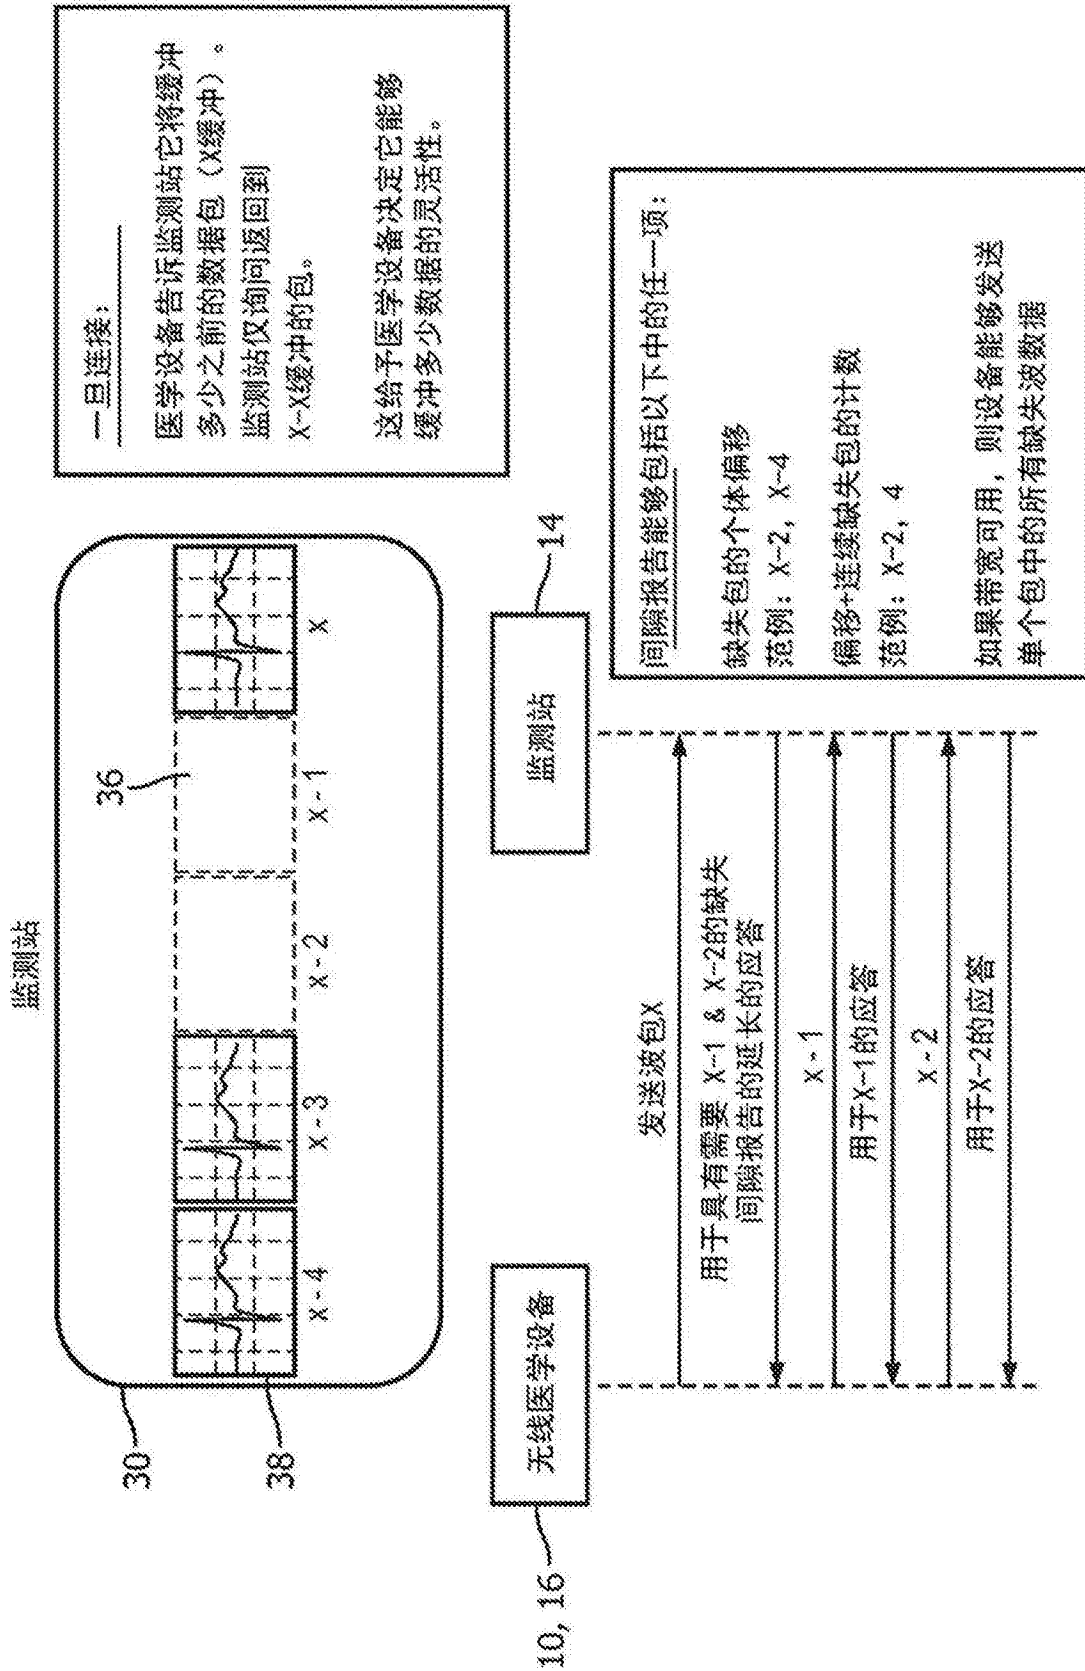 监测站
30
38
36
x-4
x-3
x-2
x-1
x
一旦连接:
医学设备告诉监测站它将缓冲
多少之前的数据包（X缓冲）。
监测站仅询问返回到
X-X缓冲的包。
这给予医学设备决定它能够
缓冲多少数据的灵活性。
10, 16
无线医学设备
监测站
14
发送波包X
用于具有需要 X-1 & X-2的缺失
间隙报告的延长的应答
x-1
用于X-1的应答
x-2
用于X-2的应答
间隙报告能够包括以下中的任一项:
缺失包的个体偏移
范例: X-2, X-4
偏移+连续缺失包的计数
范例: X-2, 4
如果带宽可用, 则设备能够发送
单个包中的所有缺失波数据